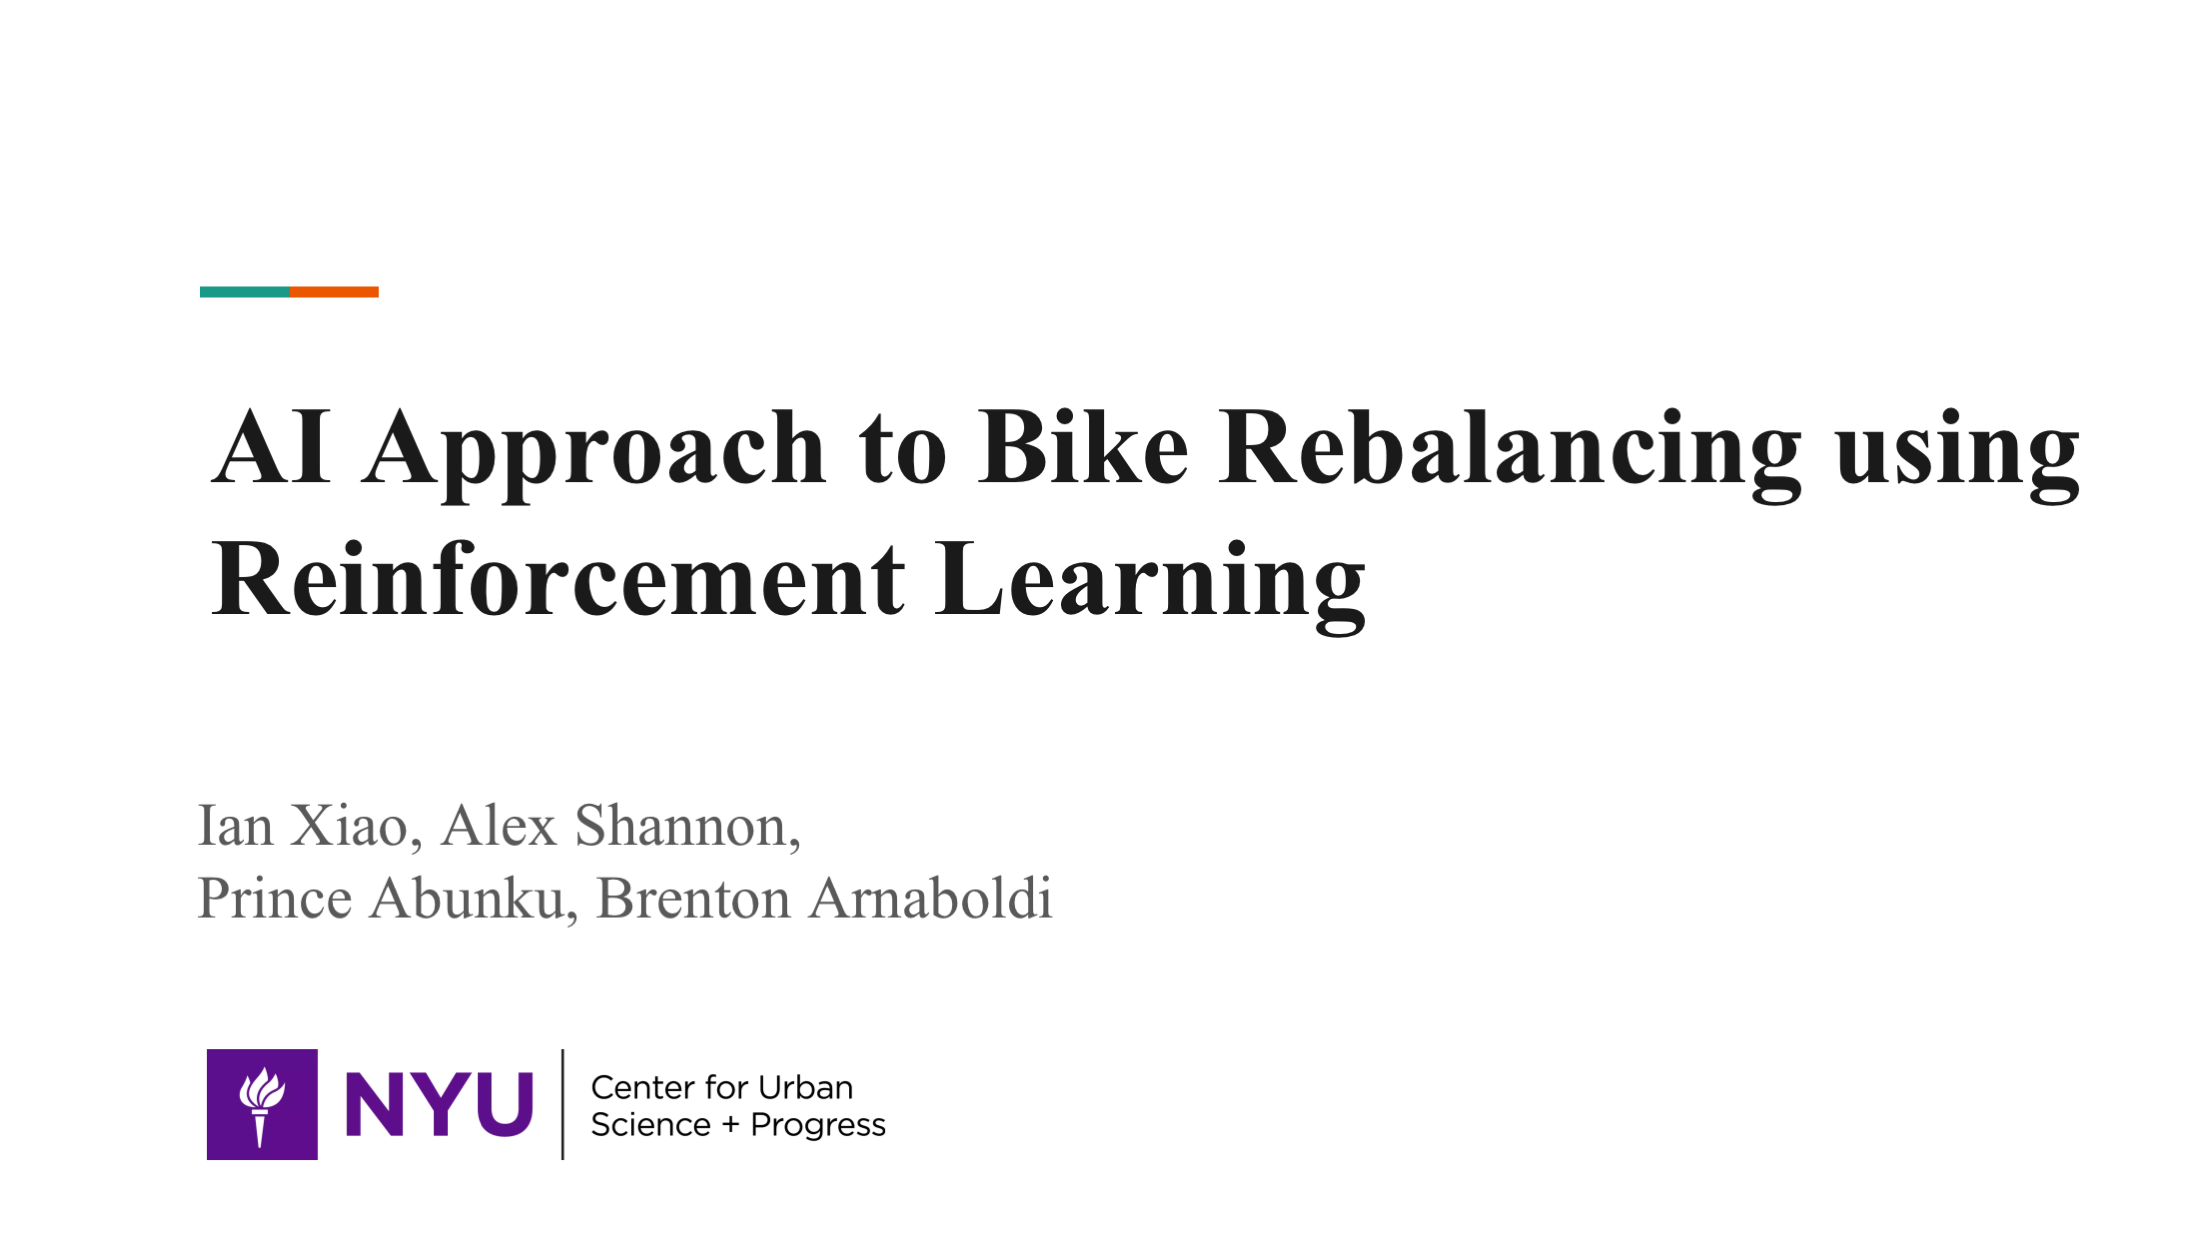 AI Approach to Bike Rebalancing using
Reinforcement Learning
Ian Xiao, Alex Shannon,
Prince Abunku, Brenton Arnaboldi
NYU
Center for Urban
Science + Progress